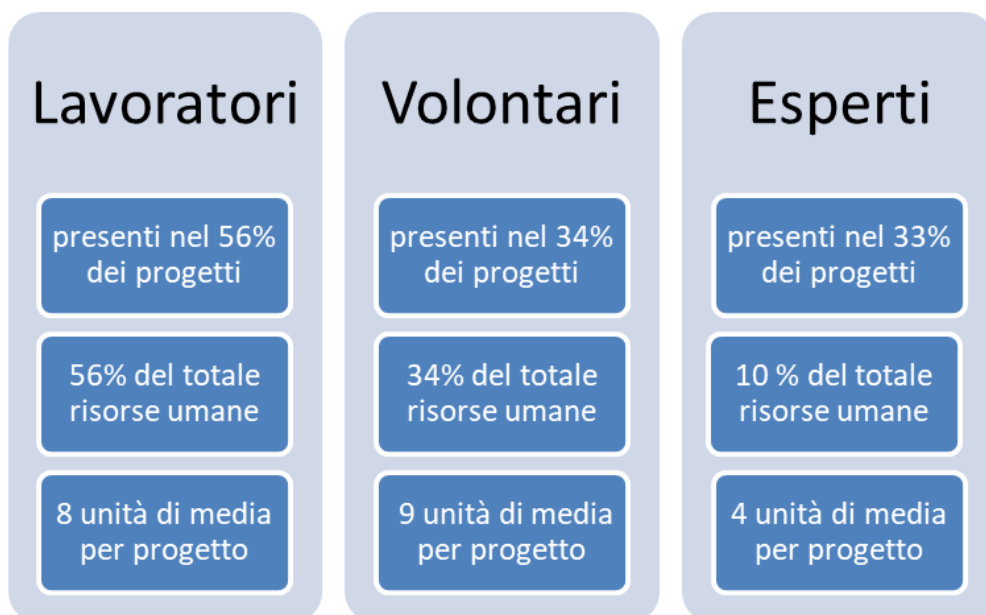 Lavoratori
presenti nel 56%
dei progetti
56% del totale
risorse umane
8 unità di media
per progetto
Volontari
presenti nel 34%
dei progetti
34% del totale
risorse umane
9 unità di media
per progetto
Esperti
presenti nel 33%
dei progetti
10 % del totale
risorse umane
4 unità di media
per progetto